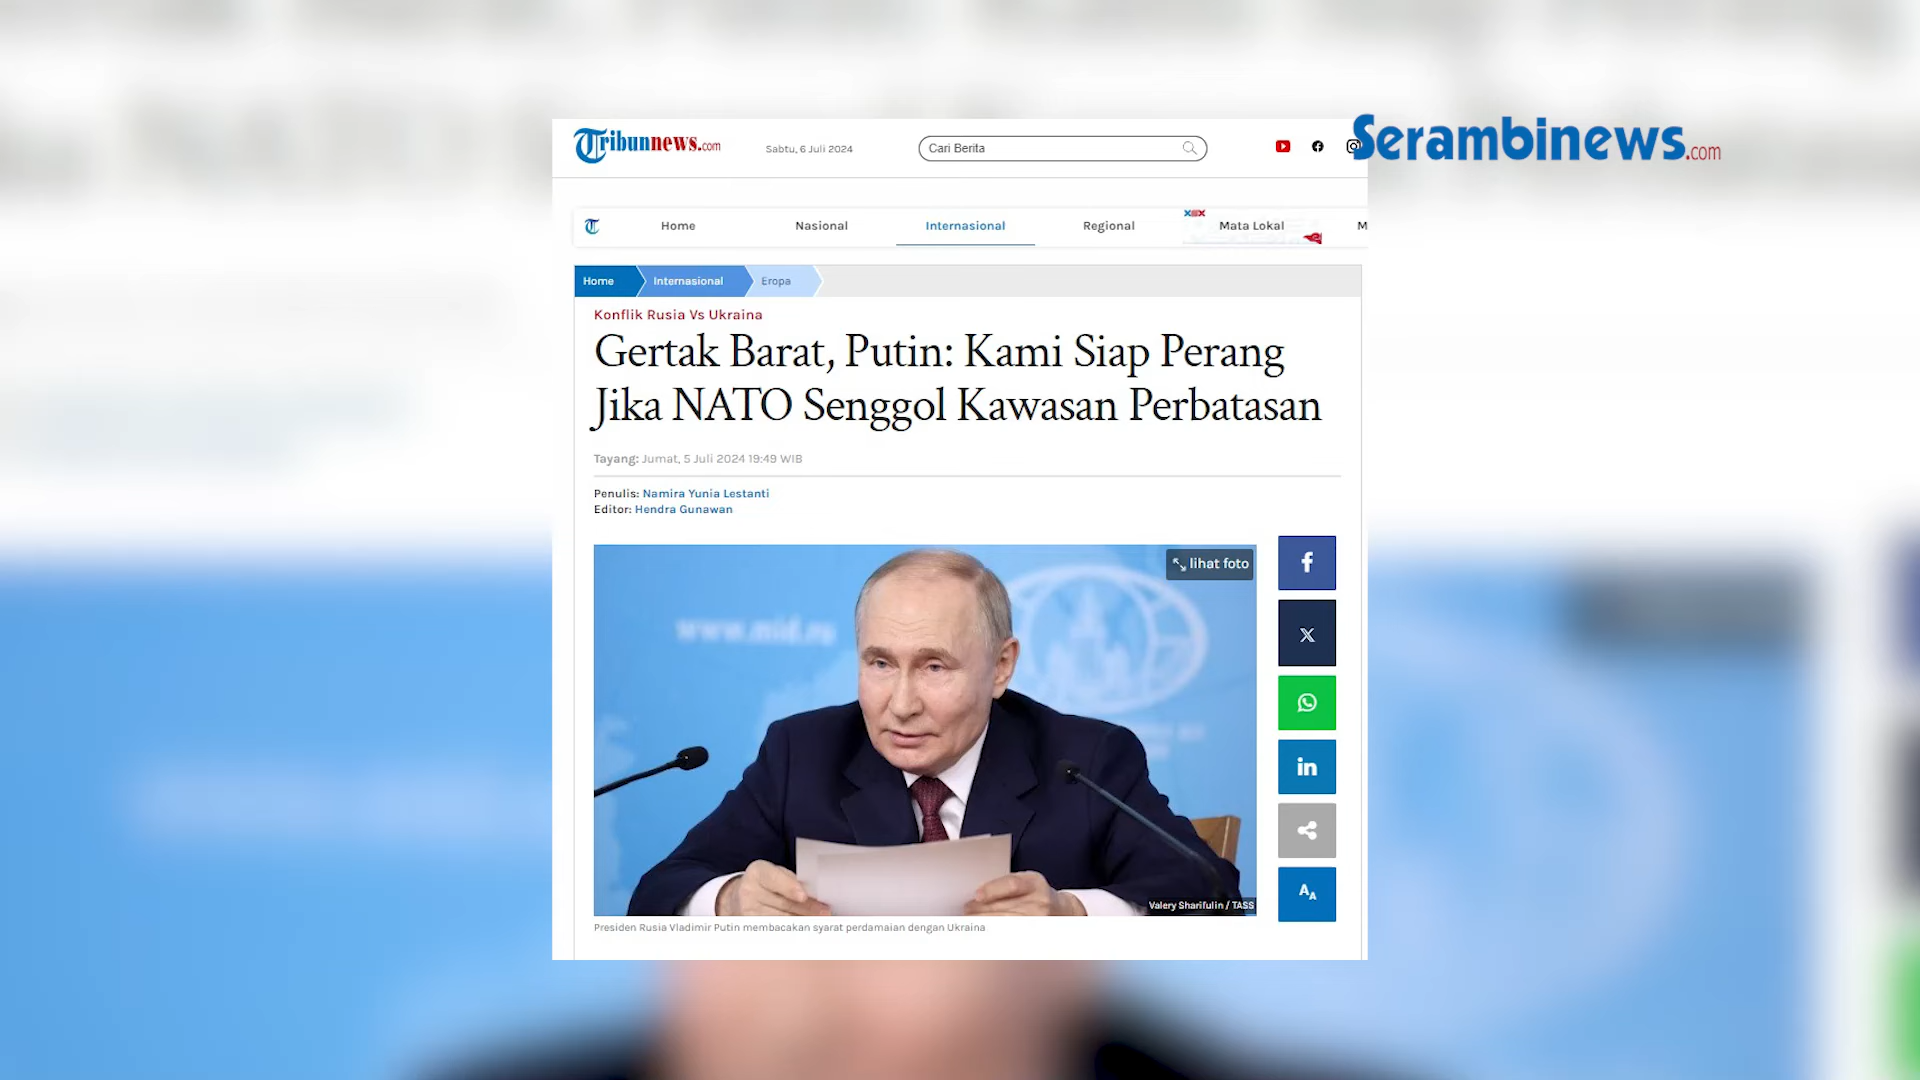 Tribunnews.com
Sabtu, 6 Juli 2024
Cari Berita
Serambinews.com
Home
Nasional
Internasional
Regional
Mata Lokal
M
Home
Internasional
Eropa
Konflik Rusia Vs Ukraina
Gertak Barat, Putin: Kami Siap Perang
Jika NATO Senggol Kawasan Perbatasan
Tayang: Jumat, 5 Juli 2024 19:49 WIB
Penulis: Namira Yunia Lestanti
Editor: Hendra Gunawan
lihat foto
www.mid.ru
Valery Sharifulin / TASS
Presiden Rusia Vladimir Putin membacakan syarat perdamaian dengan Ukraina